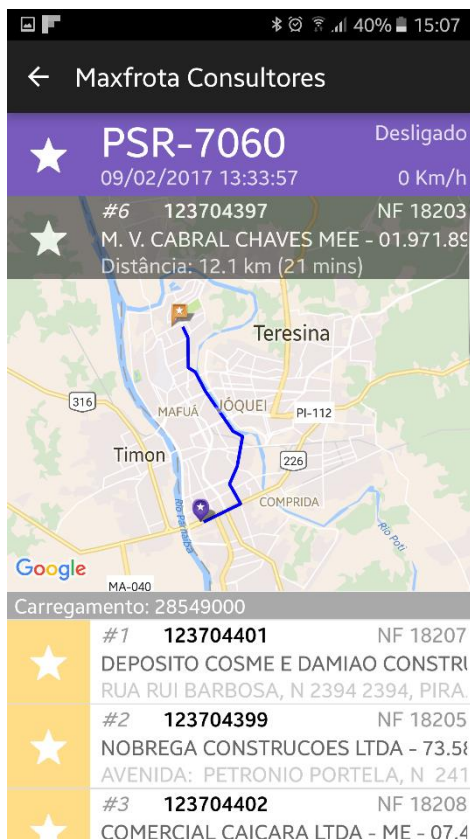 40% 15:07
Maxfrota Consultores
PSR-7060 Desligado
09/02/2017 13:33:57 0 Km/h
#6 123704397 NF 18203
M. V. CABRAL CHAVES MEE - 01.971.89
Distância: 12.1 km (21 mins)
Teresina
316
MAFUÁ JÓQUEI PI-112
Timon
226
COMPRIDA
Rio Parnaíba
Rio Poti
Google
MA-040
Carregamento: 28549000
#1 123704401 NF 18207
DEPOSITO COSME E DAMIAO CONSTRU
RUA RUI BARBOSA, N 2394 2394, PIRA
#2 123704399 NF 18205
NOBREGA CONSTRUCOES LTDA - 73.58
AVENIDA: PETRONIO PORTELA, N 241
#3 123704402 NF 18208
COMERCIAL CAICARA LTDA - ME - 07.4